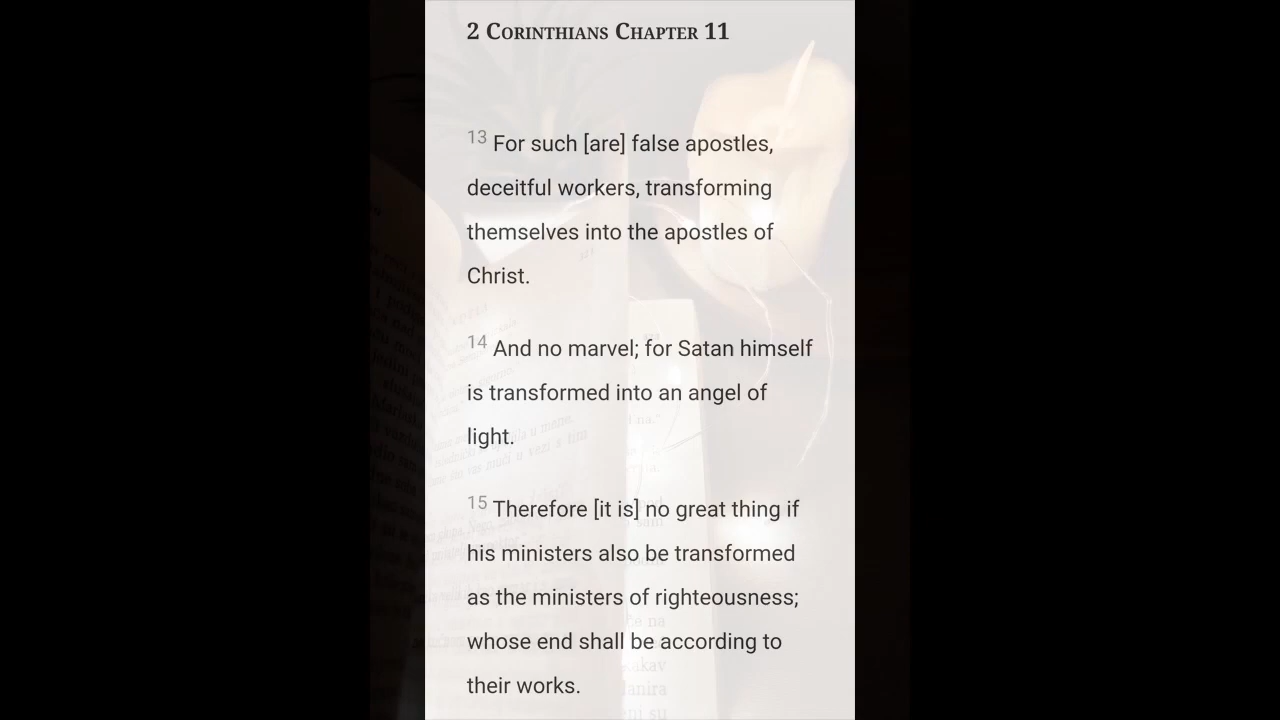 2 Corinthians Chapter 11
13 For such [are] false apostles,
deceitful workers, transforming
themselves into the apostles of
Christ.
14 And no marvel; for Satan himself
is transformed into an angel of
light.
15 Therefore [it is] no great thing if
his ministers also be transformed
as the ministers of righteousness;
whose end shall be according to
their works.